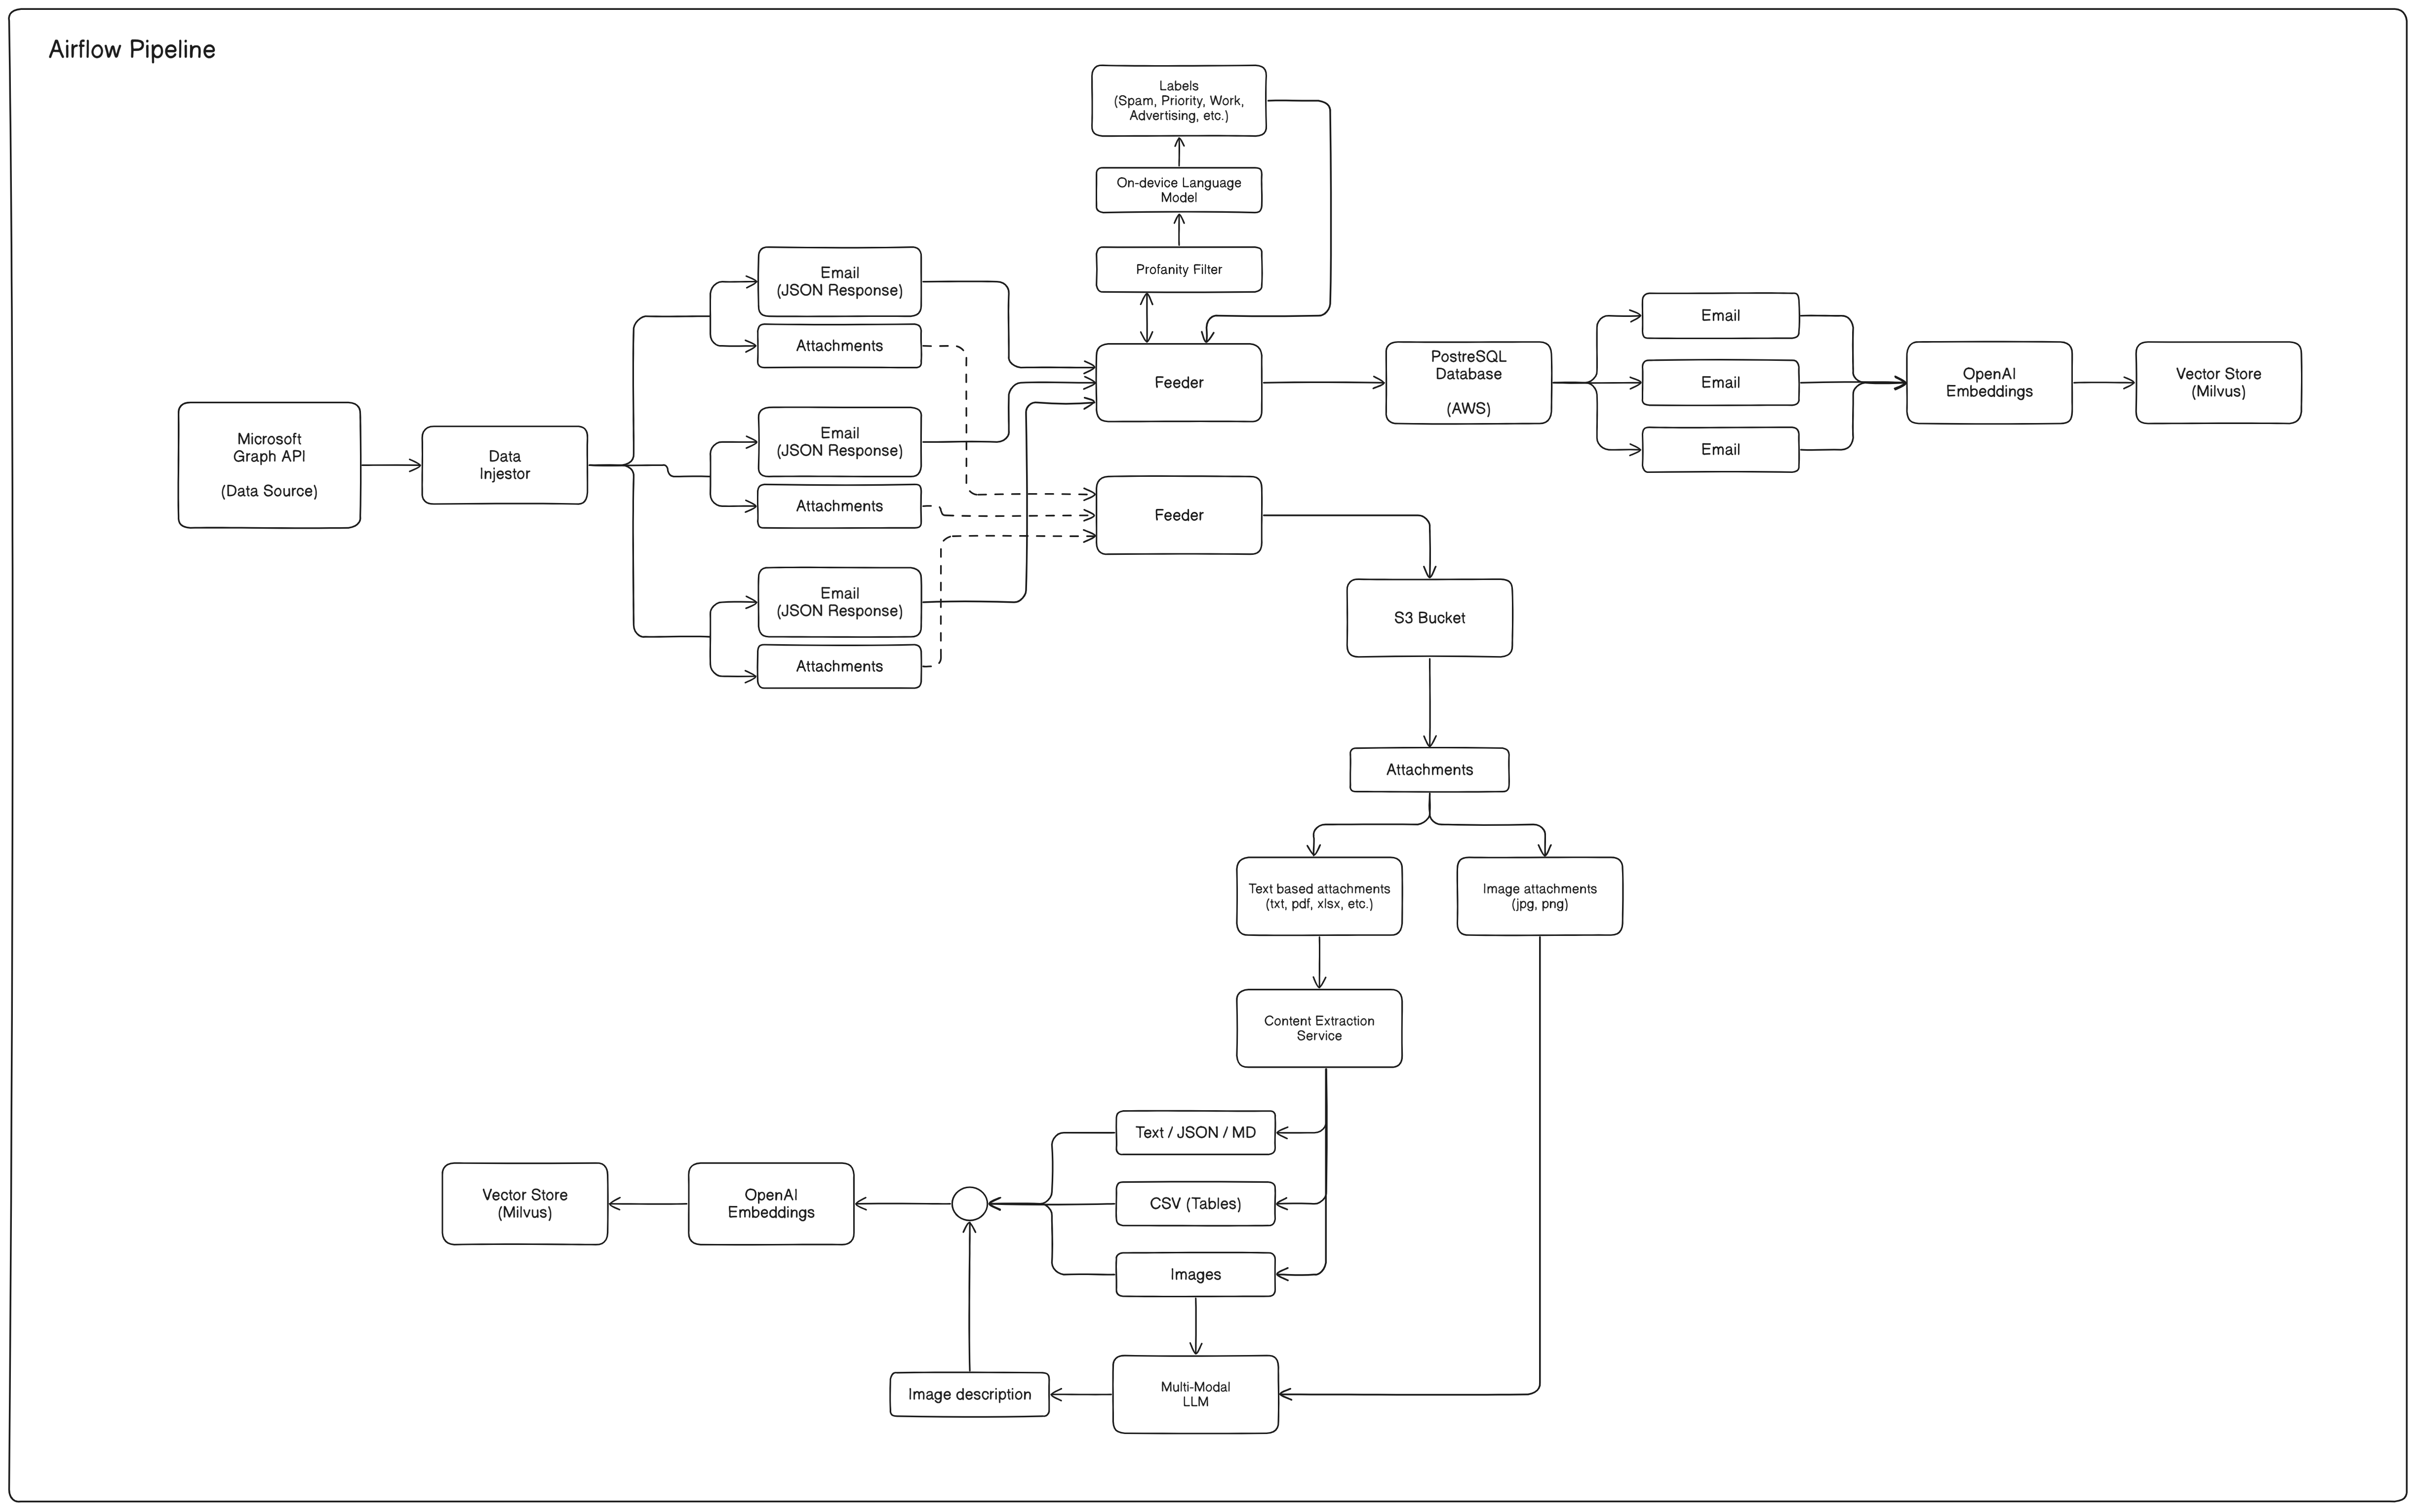 Airflow Pipeline
Labels
(Spam, Priority, Work,
Advertising, etc.)
On-device Language
Model
Profanity Filter
Email
(JSON Response)
Attachments
Email
(JSON Response)
Attachments
Email
(JSON Response)
Attachments
Microsoft
Graph API
(Data Source)
Data
Injestor
Feeder
Feeder
PostreSQL
Database
(AWS)
Email
Email
Email
OpenAI
Embeddings
Vector Store
(Milvus)
S3 Bucket
Attachments
Text based attachments
(txt, pdf, xlsx, etc.)
Image attachments
(jpg, png)
Content Extraction
Service
Text / JSON / MD
CSV (Tables)
Images
Vector Store
(Milvus)
OpenAI
Embeddings
Image description
Multi-Modal
LLM